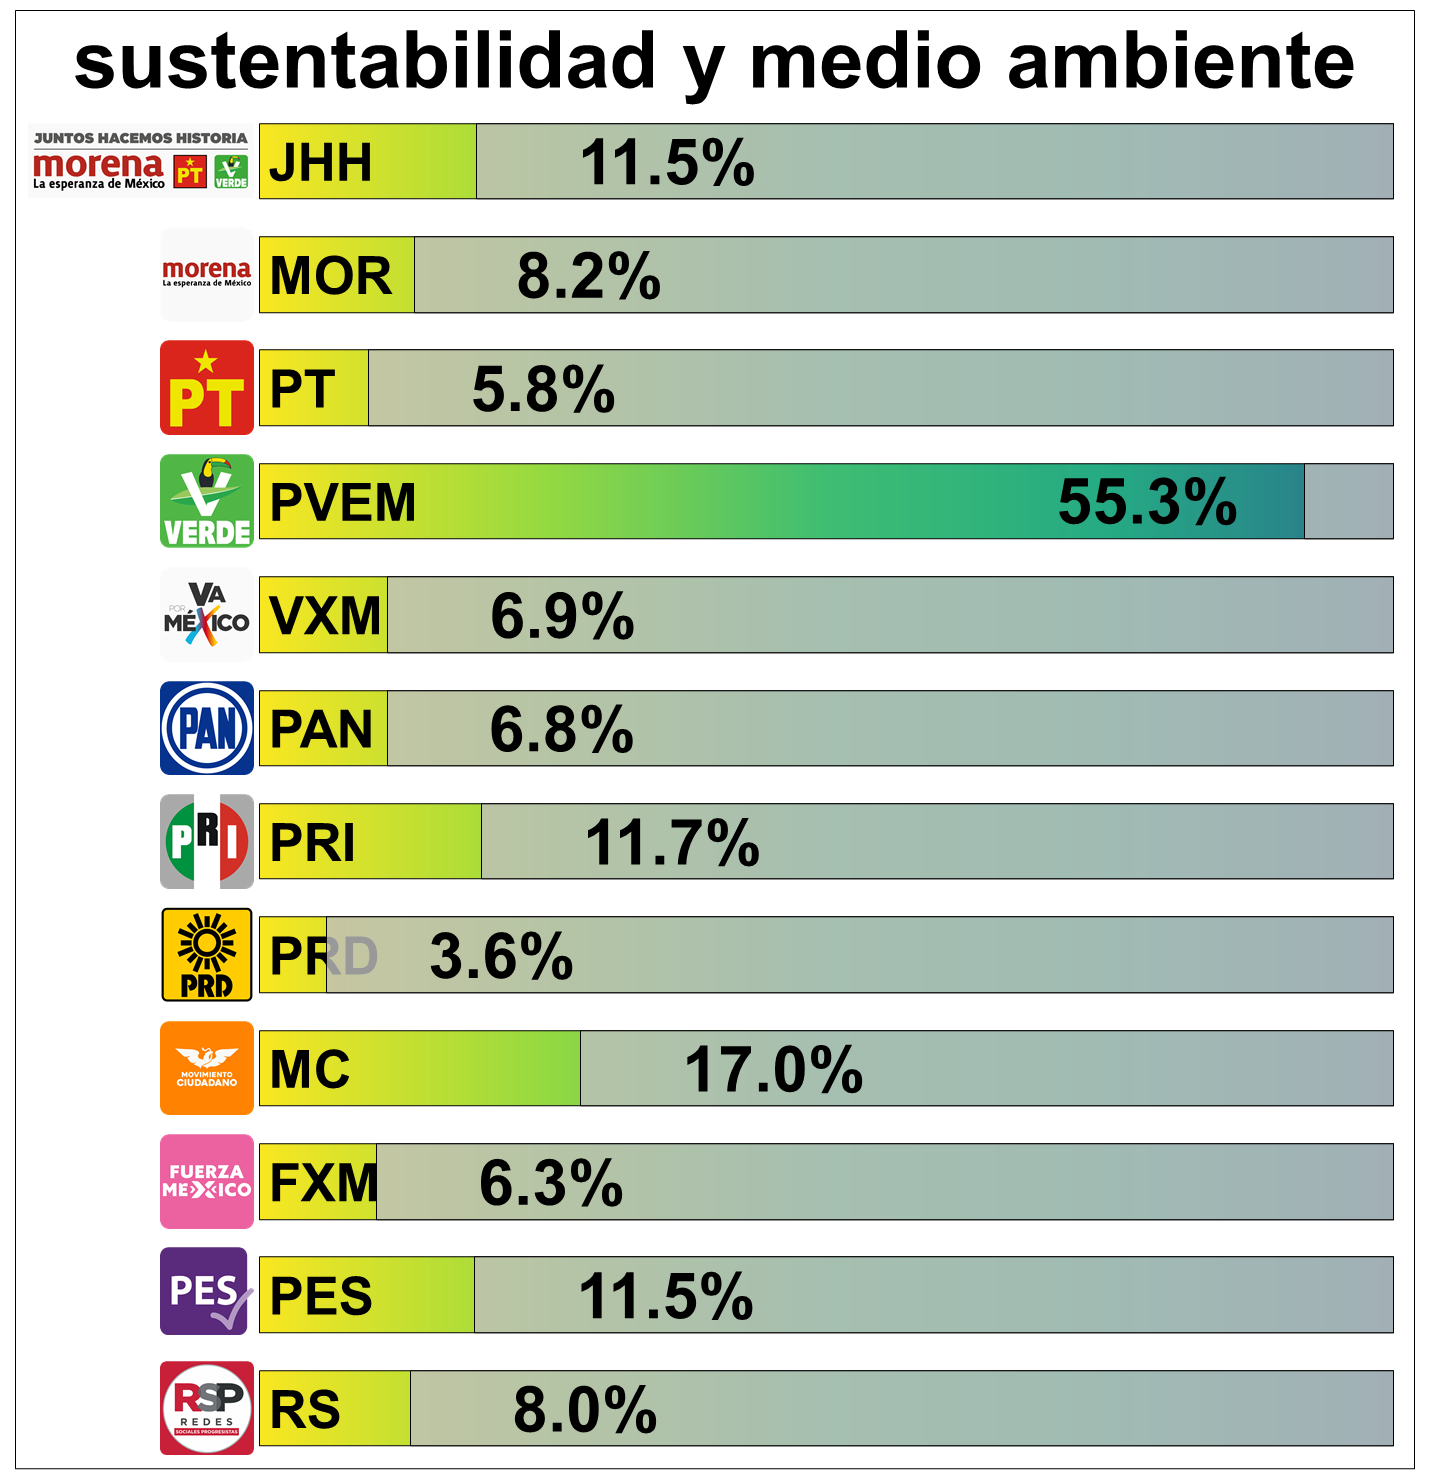 sustentabilidad y medio ambiente
JUNTOS HACEMOS HISTORIA
morena PT VERDE
La esperanza de México
JHH 11.5%
morena
La esperanza de México
MOR 8.2%
PT
PT 5.8%
VERDE
PVEM 55.3%
VA
POR
MÉXICO
VXM 6.9%
PAN
PAN 6.8%
PRI
PRI 11.7%
PRD
PRD 3.6%
MOVIMIENTO
CIUDADANO
MC 17.0%
FUERZA
MEXICO
FXM 6.3%
PES
PES 11.5%
RSP
REDES
SOCIALES PROGRESISTAS
RS 8.0%